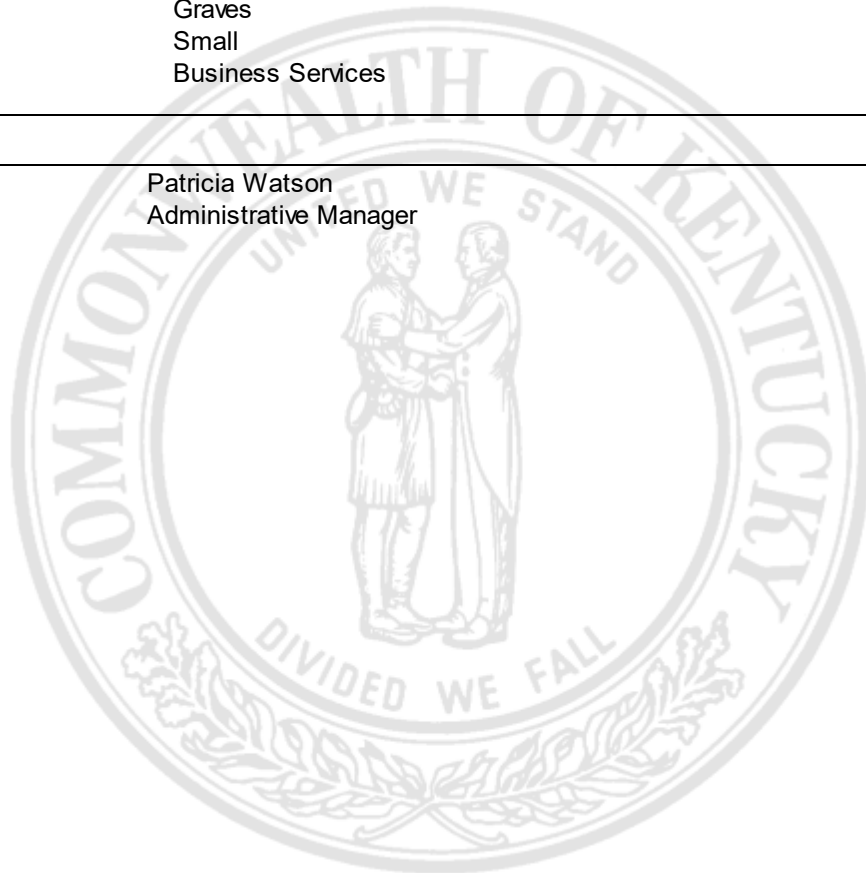 Graves
Small
Business Services
Patricia Watson
Administrative Manager
COMMONWEALTH OF KENTUCKY
UNITED WE STAND
DIVIDED WE FALL